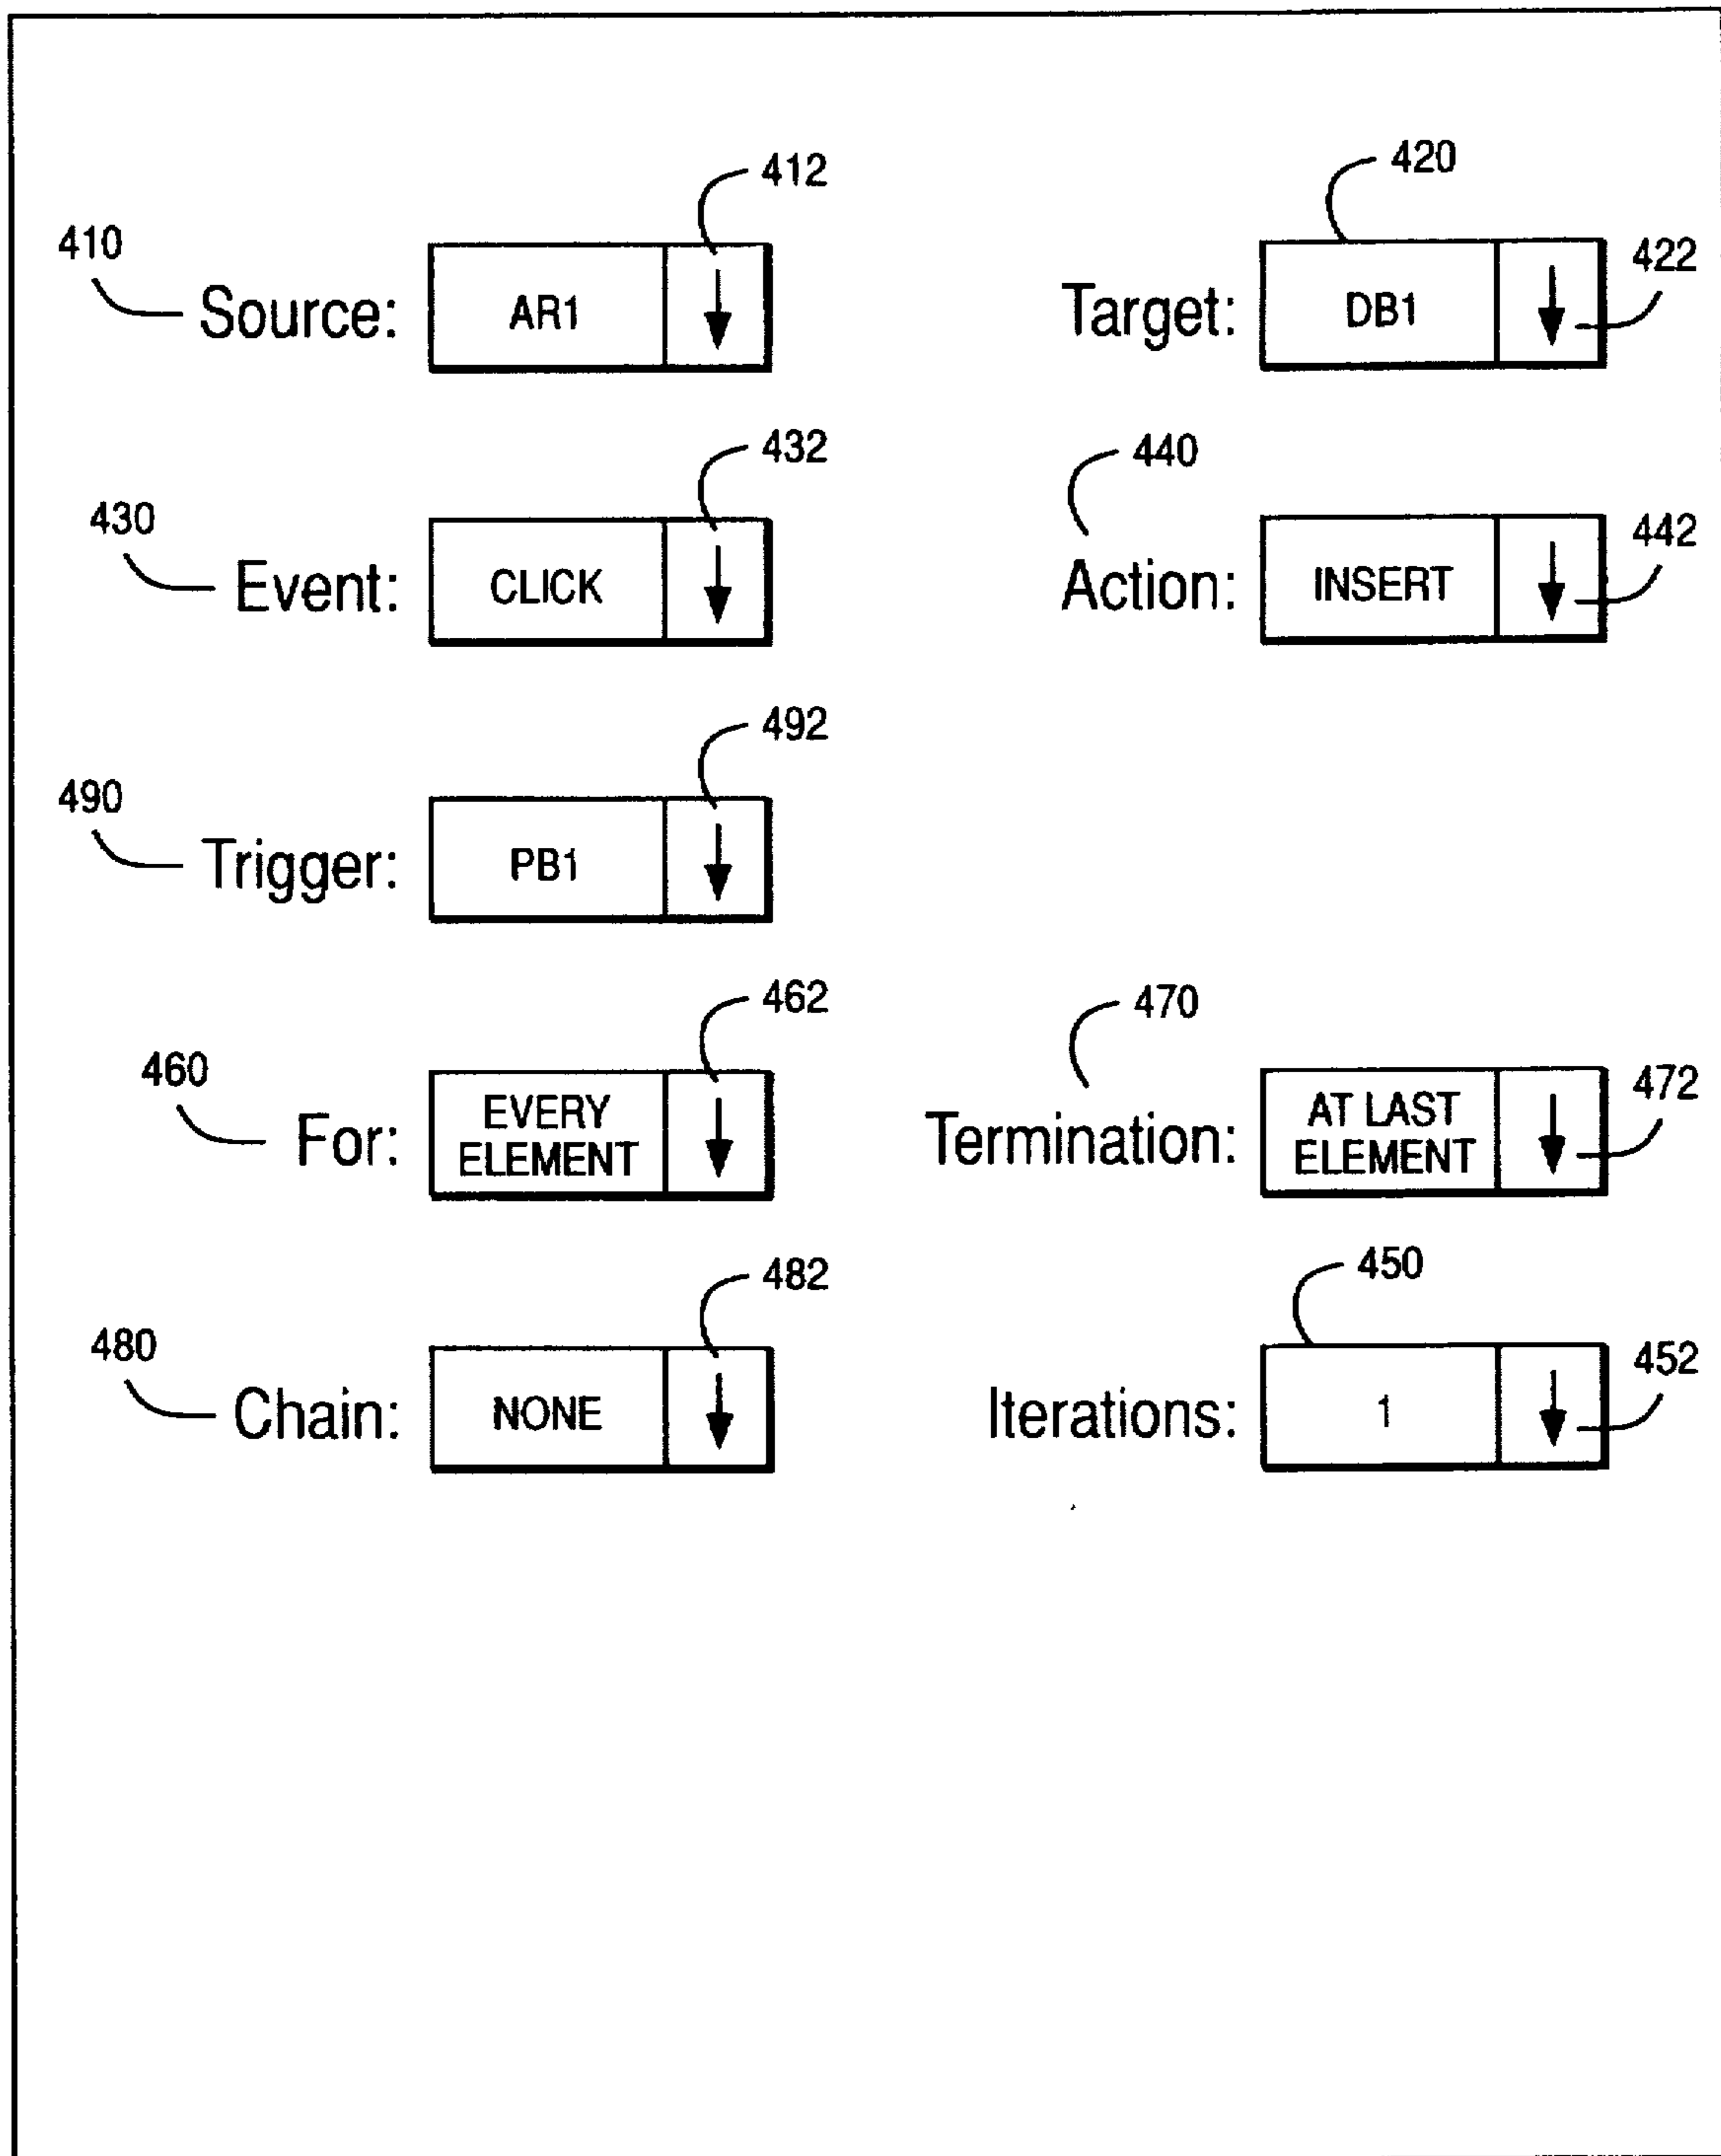 412
420
410
Source: AR1
Target: DB1
422
432
440
430
Event: CLICK
Action: INSERT
442
492
490
Trigger: PB1
462
470
460
For: EVERY
ELEMENT
Termination: AT LAST
ELEMENT
472
482
450
480
Chain: NONE
Iterations: 1
452